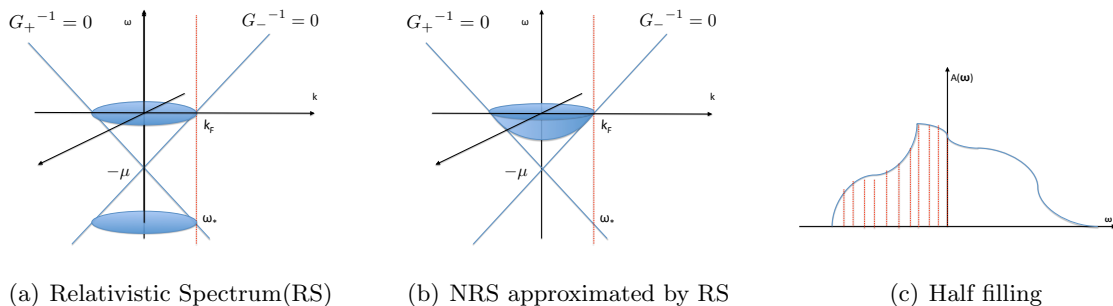 G₊⁻¹ = 0
ω
G₋⁻¹ = 0
k
k_F
−μ
ω*
(a) Relativistic Spectrum(RS)
G₊⁻¹ = 0
ω
G₋⁻¹ = 0
k
k_F
−μ
ω*
(b) NRS approximated by RS
A(ω)
ω
(c) Half filling